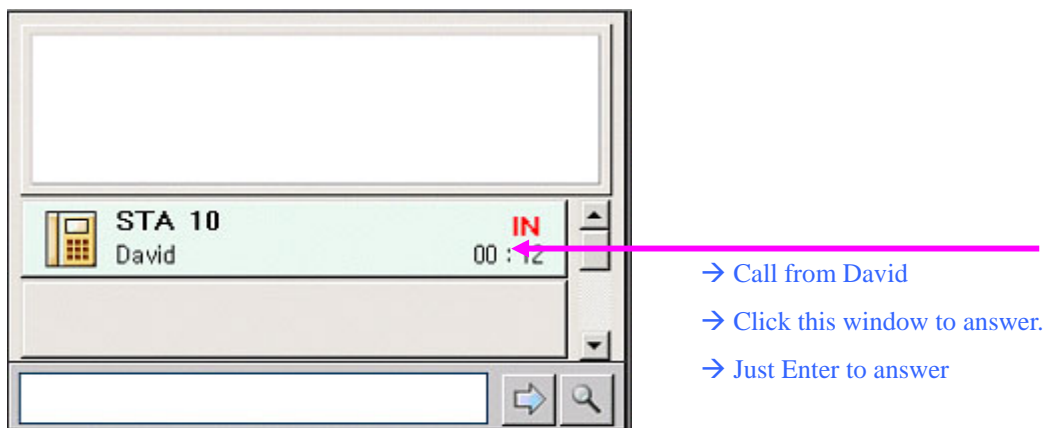 STA 10 IN
David 00 : 12
→ Call from David
→ Click this window to answer.
→ Just Enter to answer